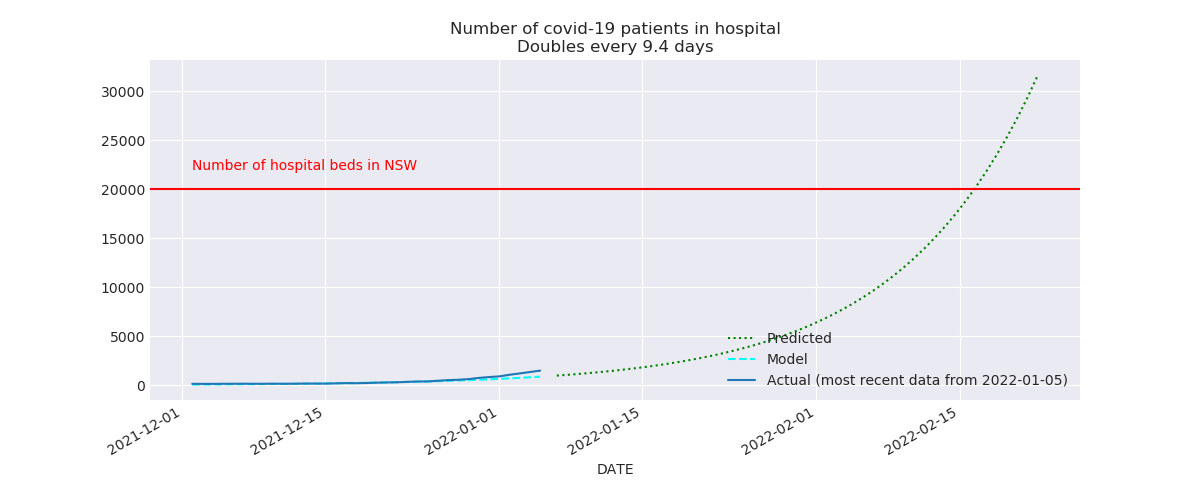 Number of covid-19 patients in hospital
Doubles every 9.4 days
30000
25000
Number of hospital beds in NSW
20000
15000
10000
5000
0
Predicted
Model
Actual (most recent data from 2022-01-05)
2021-12-01
2021-12-15
2022-01-01
2022-01-15
2022-02-01
2022-02-15
DATE